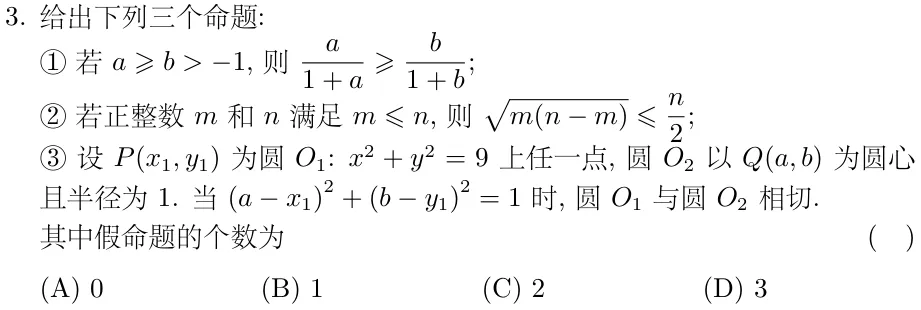 3. 给出下列三个命题:
① 若 a ⩾ b > −1, 则 \frac{a}{1+a} ⩾ \frac{b}{1+b};
② 若正整数 m 和 n 满足 m ⩽ n, 则 \sqrt{m(n−m)} ⩽ \frac{n}{2};
③ 设 P(x₁, y₁) 为圆 O₁: x² + y² = 9 上任一点, 圆 O₂ 以 Q(a, b) 为圆心
且半径为 1. 当 (a − x₁)² + (b − y₁)² = 1 时, 圆 O₁ 与圆 O₂ 相切.
其中假命题的个数为 ( )
(A) 0 (B) 1 (C) 2 (D) 3